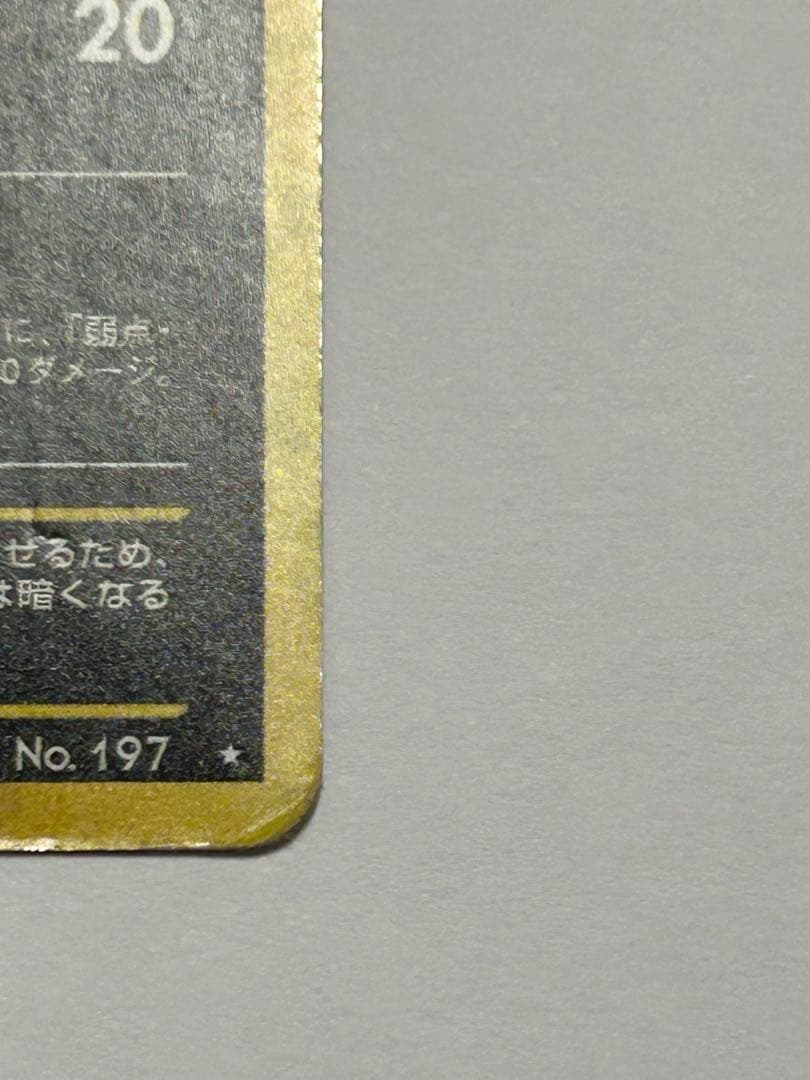 20
に、「弱点・
0ダメージ。
せるため、
は暗くなる
No. 197 ★